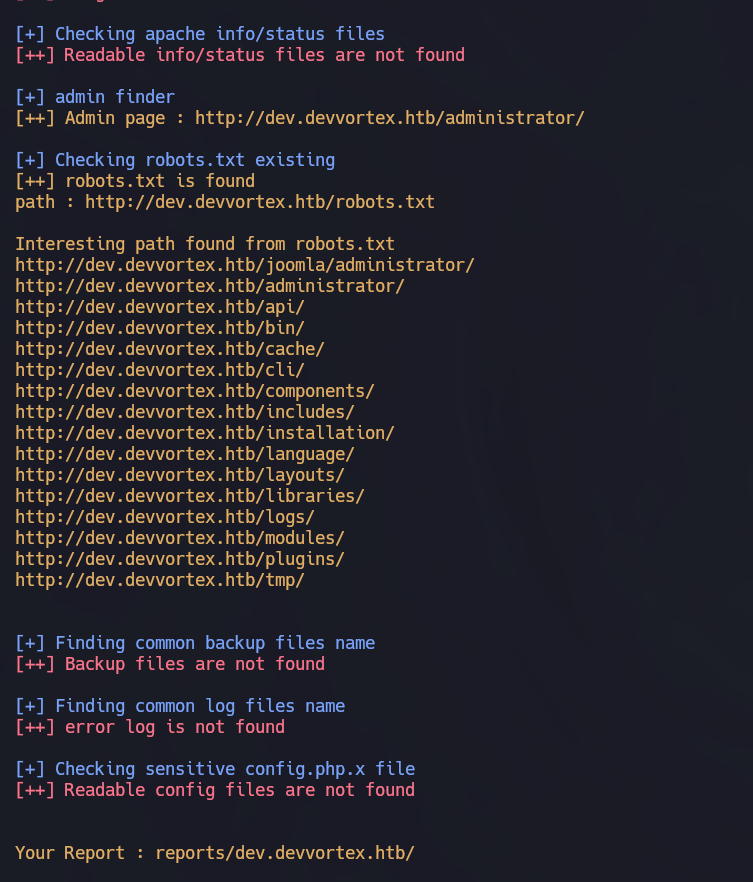 [+] Checking apache info/status files
[++] Readable info/status files are not found
[+] admin finder
[++] Admin page : http://dev.devvortex.htb/administrator/
[+] Checking robots.txt existing
[++] robots.txt is found
path : http://dev.devvortex.htb/robots.txt
Interesting path found from robots.txt
http://dev.devvortex.htb/joomla/administrator/
http://dev.devvortex.htb/administrator/
http://dev.devvortex.htb/api/
http://dev.devvortex.htb/bin/
http://dev.devvortex.htb/cache/
http://dev.devvortex.htb/cli/
http://dev.devvortex.htb/components/
http://dev.devvortex.htb/includes/
http://dev.devvortex.htb/installation/
http://dev.devvortex.htb/language/
http://dev.devvortex.htb/layouts/
http://dev.devvortex.htb/libraries/
http://dev.devvortex.htb/logs/
http://dev.devvortex.htb/modules/
http://dev.devvortex.htb/plugins/
http://dev.devvortex.htb/tmp/
[+] Finding common backup files name
[++] Backup files are not found
[+] Finding common log files name
[++] error log is not found
[+] Checking sensitive config.php.x file
[++] Readable config files are not found
Your Report : reports/dev.devvortex.htb/